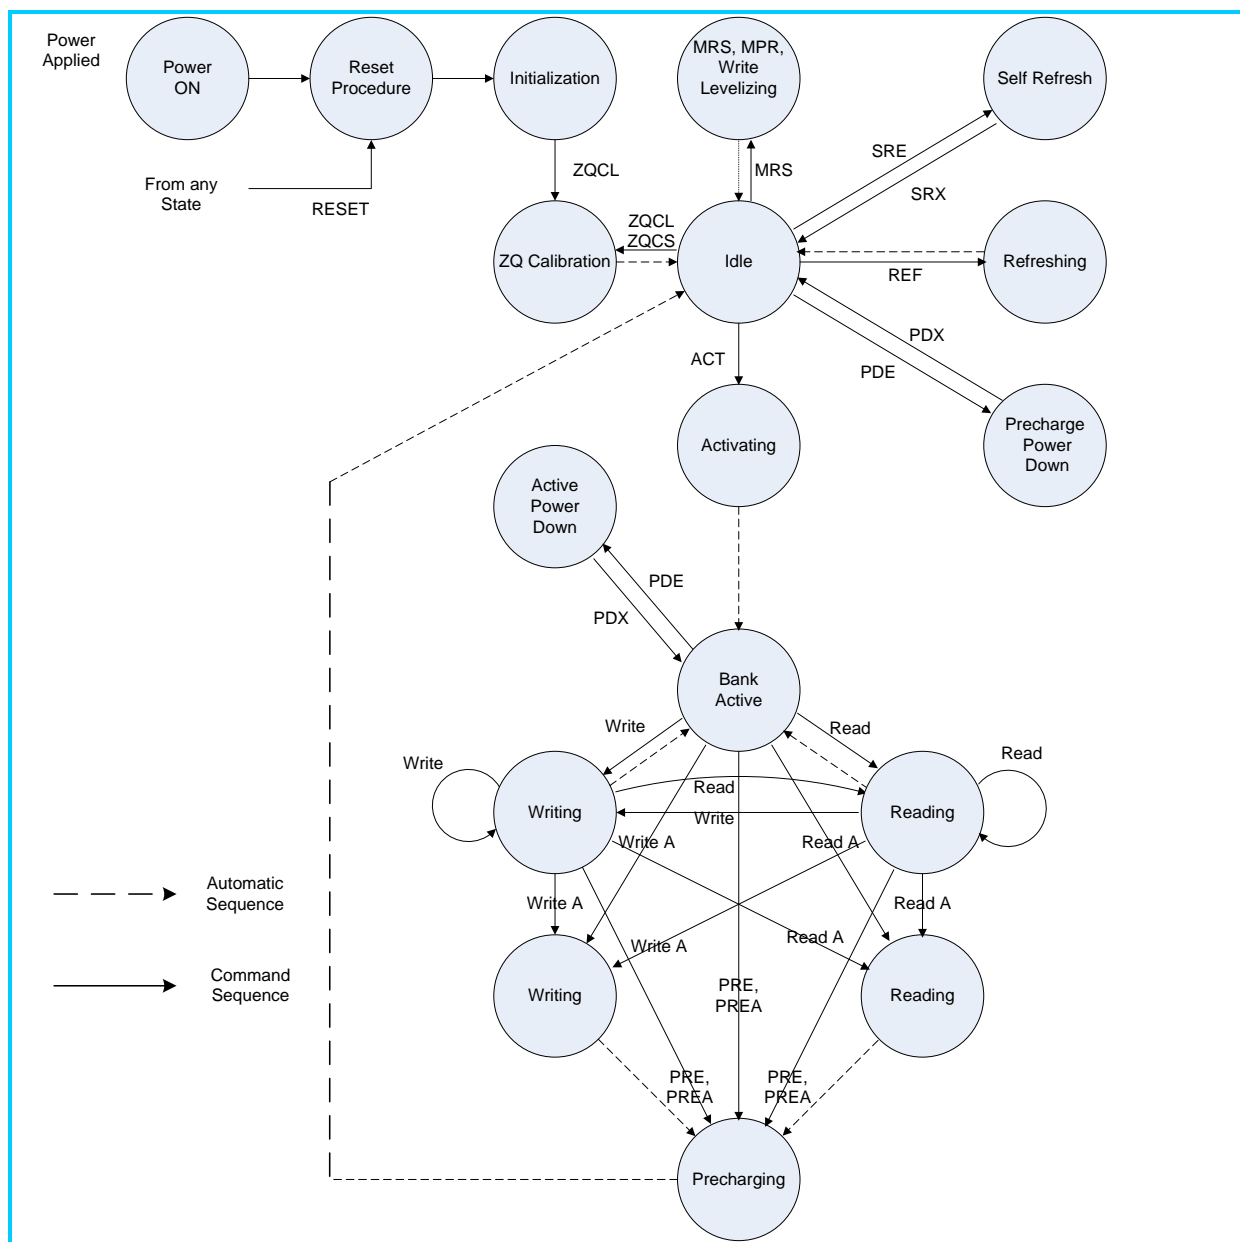 Power
Applied
Power
ON
Reset
Procedure
Initialization
MRS, MPR,
Write
Levelizing
Self Refresh
From any
State
RESET
ZQCL
MRS
SRE
SRX
ZQCL
ZQCS
ZQ Calibration
Idle
REF
Refreshing
ACT
PDX
PDE
Activating
Precharge
Power
Down
Active
Power
Down
PDE
PDX
Bank
Active
Write
Read
Write
Read
Read
Writing
Write
Reading
Write A
Read A
Automatic
Sequence
Write A
Read A
Write A
Read A
Command
Sequence
Writing
PRE,
PREA
Reading
PRE,
PREA
PRE,
PREA
Precharging